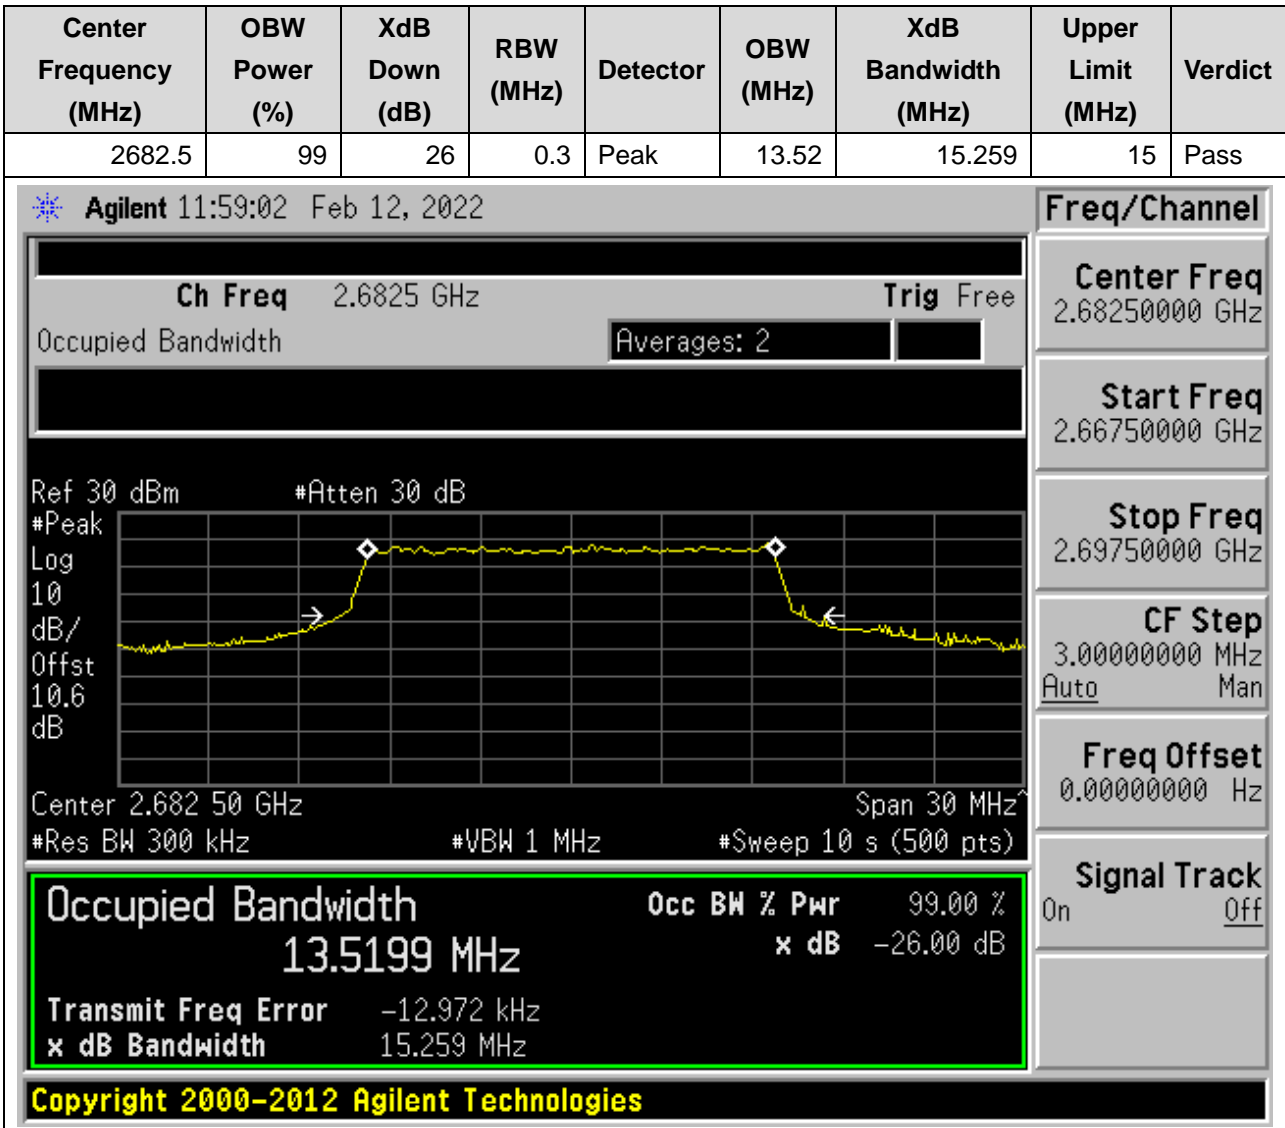 Center Frequency (MHz) OBW Power (%) XdB Down (dB) RBW (MHz) Detector OBW (MHz) XdB Bandwidth (MHz) Upper Limit (MHz) Verdict
2682.5 99 26 0.3 Peak 13.52 15.259 15 Pass
Agilent 11:59:02 Feb 12, 2022
Freq/Channel
Ch Freq 2.6825 GHz Trig Free
Occupied Bandwidth Averages: 2
Center Freq
2.68250000 GHz
Start Freq
2.66750000 GHz
Stop Freq
2.69750000 GHz
CF Step
3.00000000 MHz
Auto Man
Freq Offset
0.00000000 Hz
Signal Track
On Off
Ref 30 dBm #Atten 30 dB
#Peak
Log
10
dB/
Offst
10.6
dB
Center 2.682 50 GHz Span 30 MHz^
#Res BW 300 kHz #VBW 1 MHz #Sweep 10 s (500 pts)
Occupied Bandwidth Occ BW % Pwr 99.00 %
13.5199 MHz x dB -26.00 dB
Transmit Freq Error -12.972 kHz
x dB Bandwidth 15.259 MHz
Copyright 2000-2012 Agilent Technologies